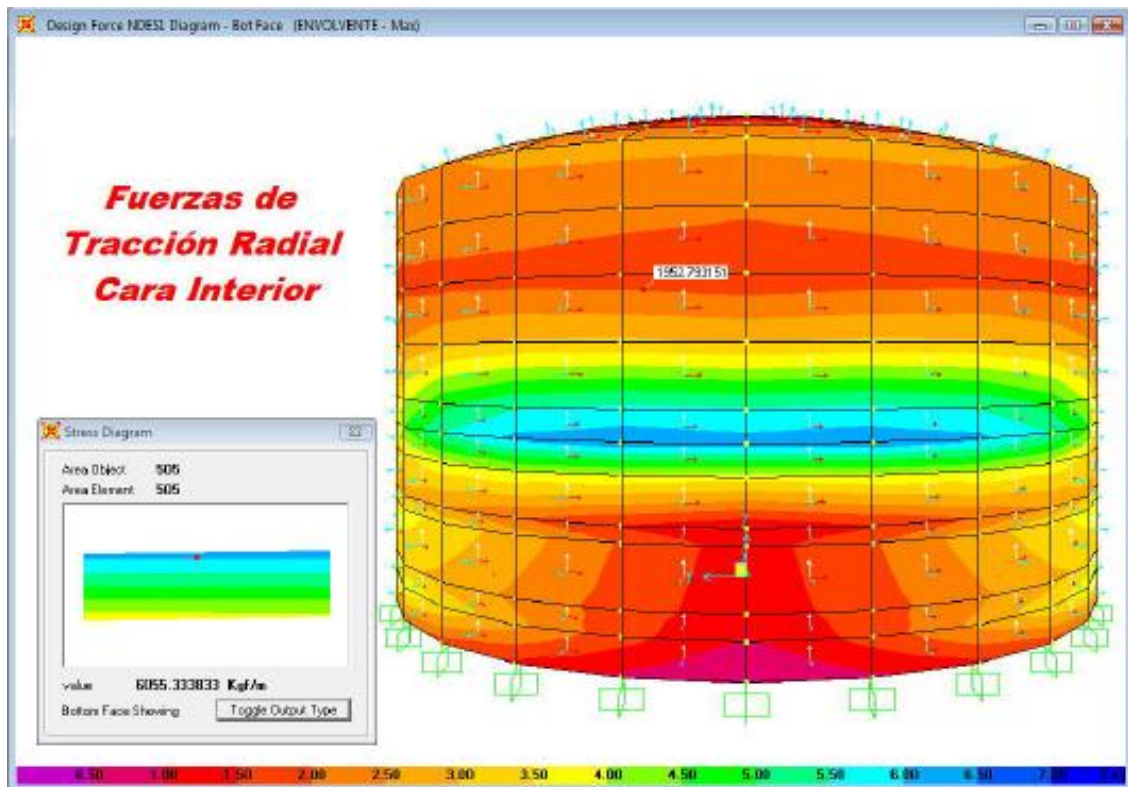 Design Force NDES1 Diagram - Bot Face (ENVOLVENTE - Max)
Fuerzas de
Tracción Radial
Cara Interior
1952.793151
Stress Diagram
Area Object 505
Area Element 505
value 6055.333833 Kgf/m
Bottom Face Showing Toggle Output Type
0.50 1.00 1.50 2.00 2.50 3.00 3.50 4.00 4.50 5.00 5.50 6.00 6.50